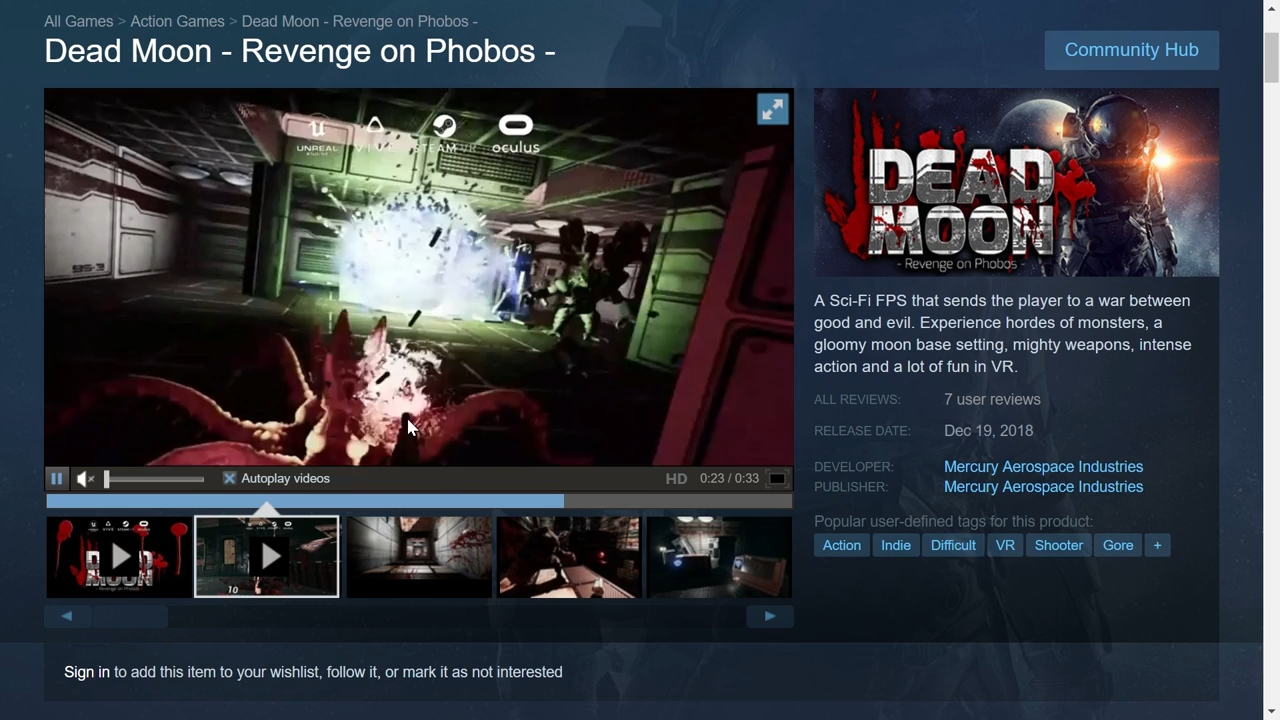 All Games > Action Games > Dead Moon - Revenge on Phobos -
Dead Moon - Revenge on Phobos -
Community Hub
UNREAL
VIVE
STEAM VR
oculus
95-3
DEAD
MOON
- Revenge on Phobos -
A Sci-Fi FPS that sends the player to a war between
good and evil. Experience hordes of monsters, a
gloomy moon base setting, mighty weapons, intense
action and a lot of fun in VR.
ALL REVIEWS: 7 user reviews
RELEASE DATE: Dec 19, 2018
DEVELOPER: Mercury Aerospace Industries
PUBLISHER: Mercury Aerospace Industries
Popular user-defined tags for this product:
Action Indie Difficult VR Shooter Gore +
Autoplay videos
HD 0:23 / 0:33
10
Sign in to add this item to your wishlist, follow it, or mark it as not interested